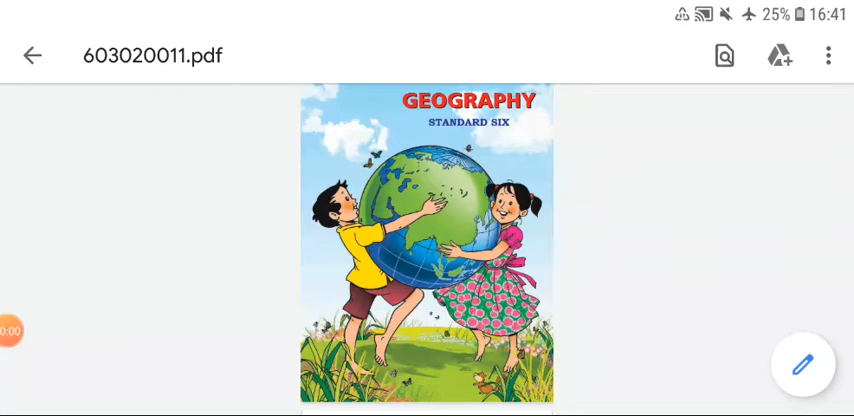 25% 16:41
603020011.pdf
GEOGRAPHY
STANDARD SIX
0:00